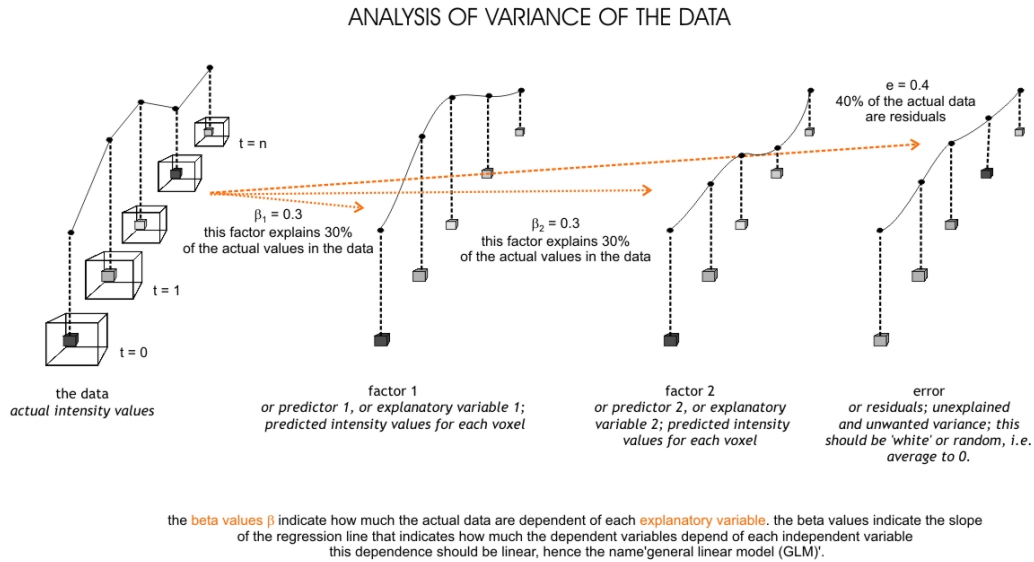 ANALYSIS OF VARIANCE OF THE DATA
t = n
t = 1
t = 0
β1 = 0.3
this factor explains 30%
of the actual values in the data
β2 = 0.3
this factor explains 30%
of the actual values in the data
e = 0.4
40% of the actual data
are residuals
the data
actual intensity values
factor 1
or predictor 1, or explanatory variable 1;
predicted intensity values for each voxel
factor 2
or predictor 2, or explanatory
variable 2; predicted intensity
values for each voxel
error
or residuals; unexplained
and unwanted variance; this
should be 'white' or random, i.e.
average to 0.
the beta values β indicate how much the actual data are dependent of each explanatory variable. the beta values indicate the slope
of the regression line that indicates how much the dependent variables depend of each independent variable
this dependence should be linear, hence the name'general linear model (GLM)'.